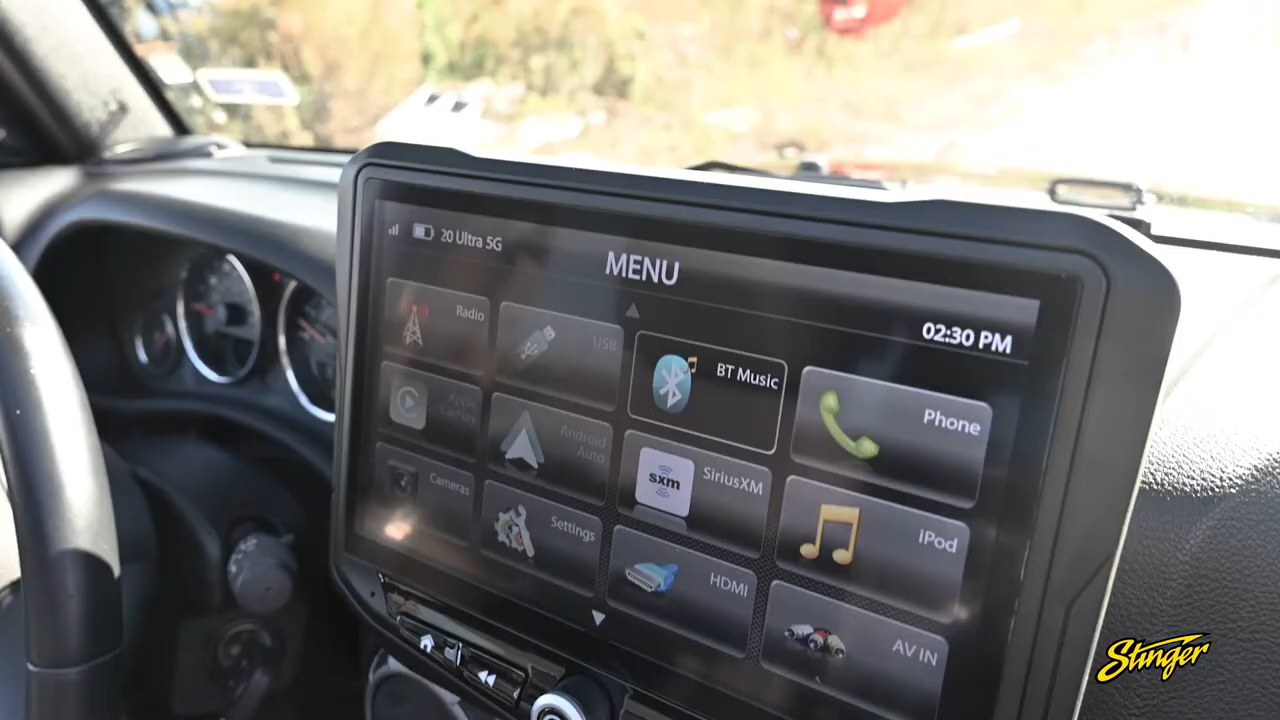 20 Ultra 5G
MENU
02:30 PM
Radio
USB
BT Music
Phone
Apple
CarPlay
Android
Auto
SiriusXM
sxm
iPod
Cameras
Settings
HDMI
AV IN
Stinger